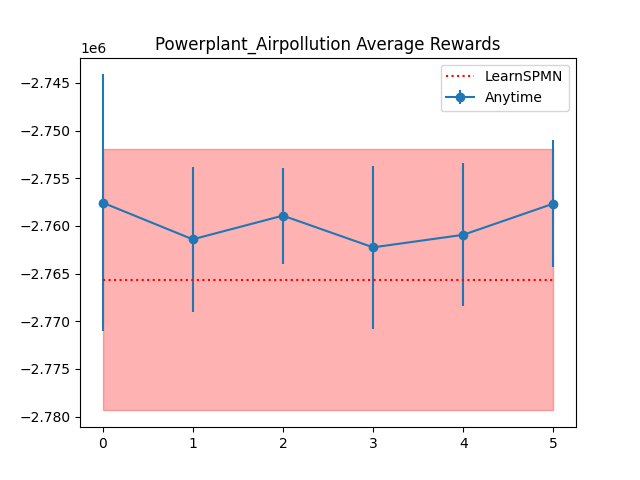 Powerplant_Airpollution Average Rewards
1e6
LearnSPMN
Anytime
−2.745
−2.750
−2.755
−2.760
−2.765
−2.770
−2.775
−2.780
0 1 2 3 4 5